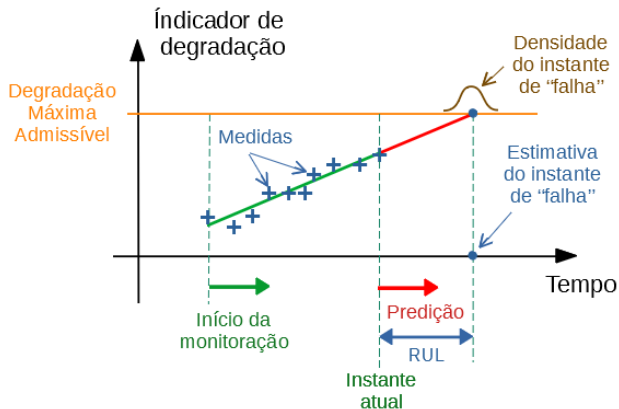 Índicador de
degradação
Densidade
do instante
de “falha”
Degradação
Máxima
Admissível
Medidas
Estimativa
do instante
de “falha”
Tempo
Início da
monitoração
Predição
RUL
Instante
atual